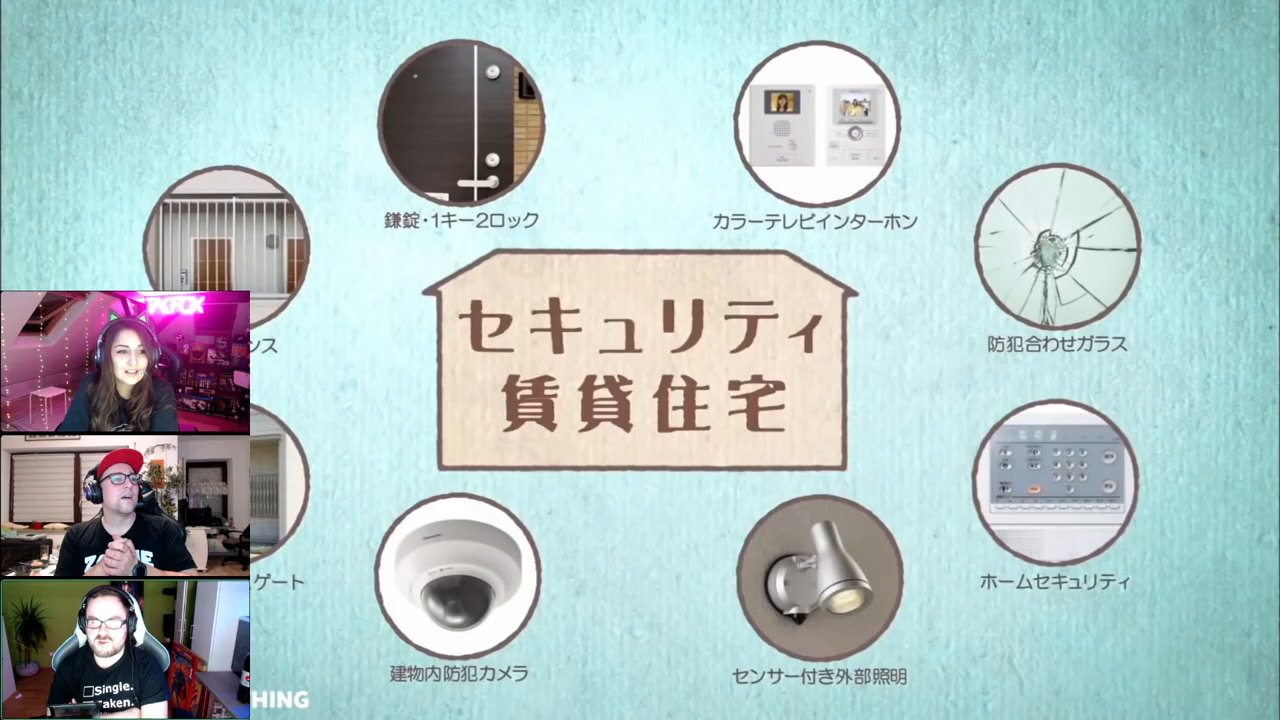 鎌錠・1キー2ロック
カラーテレビインターホン
防犯合わせガラス
ンス
セキュリティ
賃貸住宅
ゲート
ホームセキュリティ
建物内防犯カメラ
センサー付き外部照明
Single.
Taken.
HING